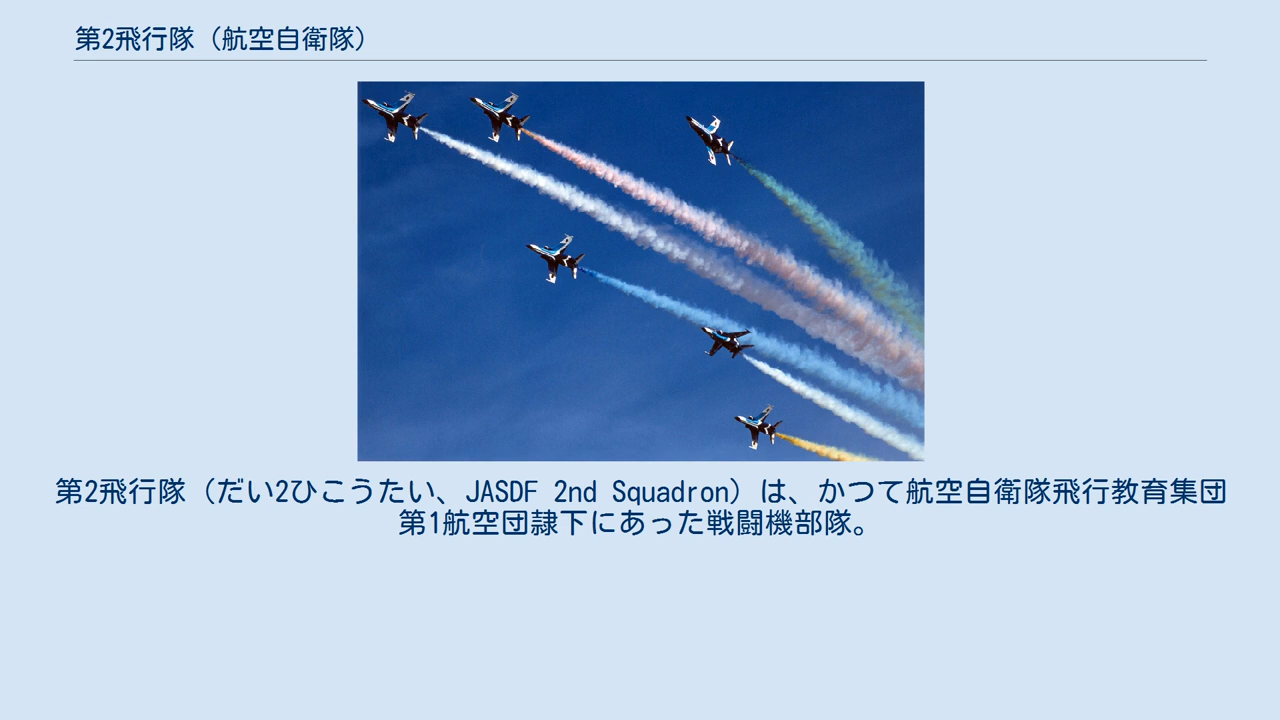 第2飛行隊（航空自衛隊）
第2飛行隊（だい2ひこうたい、JASDF 2nd Squadron）は、かつて航空自衛隊飛行教育集団
第1航空団隷下にあった戦闘機部隊。